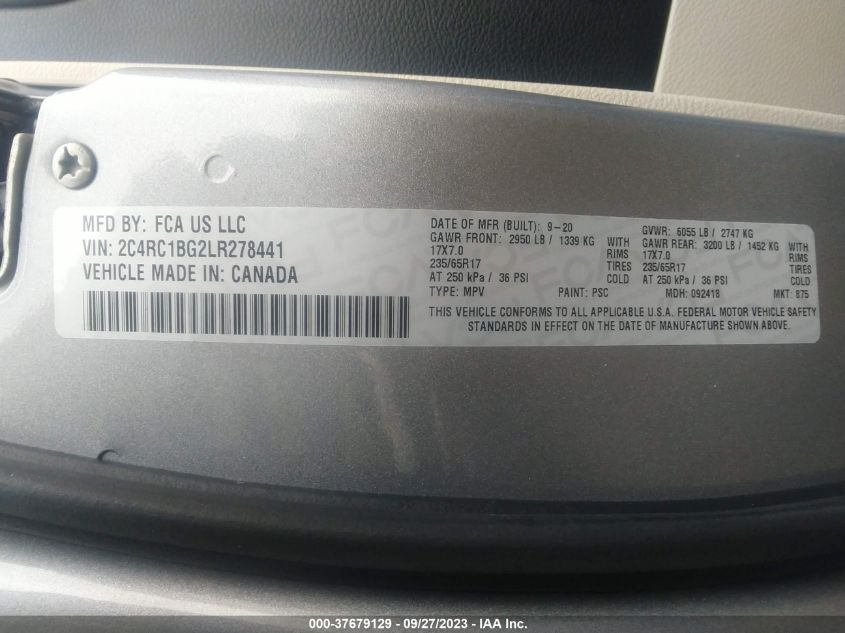 MFD BY: FCA US LLC
VIN: 2C4RC1BG2LR278441
VEHICLE MADE IN: CANADA
DATE OF MFR (BUILT): 9-20
GAWR FRONT: 2950 LB / 1339 KG WITH
17X7.0 RIMS
235/65R17 TIRES
AT 250 kPa / 36 PSI COLD
TYPE: MPV PAINT: PSC
GVWR: 6055 LB / 2747 KG
GAWR REAR: 3200 LB / 1452 KG WITH
17X7.0 RIMS
235/65R17 TIRES
AT 250 kPa / 36 PSI COLD
MDH: 092418 MKT: 875
THIS VEHICLE CONFORMS TO ALL APPLICABLE U.S.A. FEDERAL MOTOR VEHICLE SAFETY
STANDARDS IN EFFECT ON THE DATE OF MANUFACTURE SHOWN ABOVE.
000-37679129 - 09/27/2023 - IAA Inc.